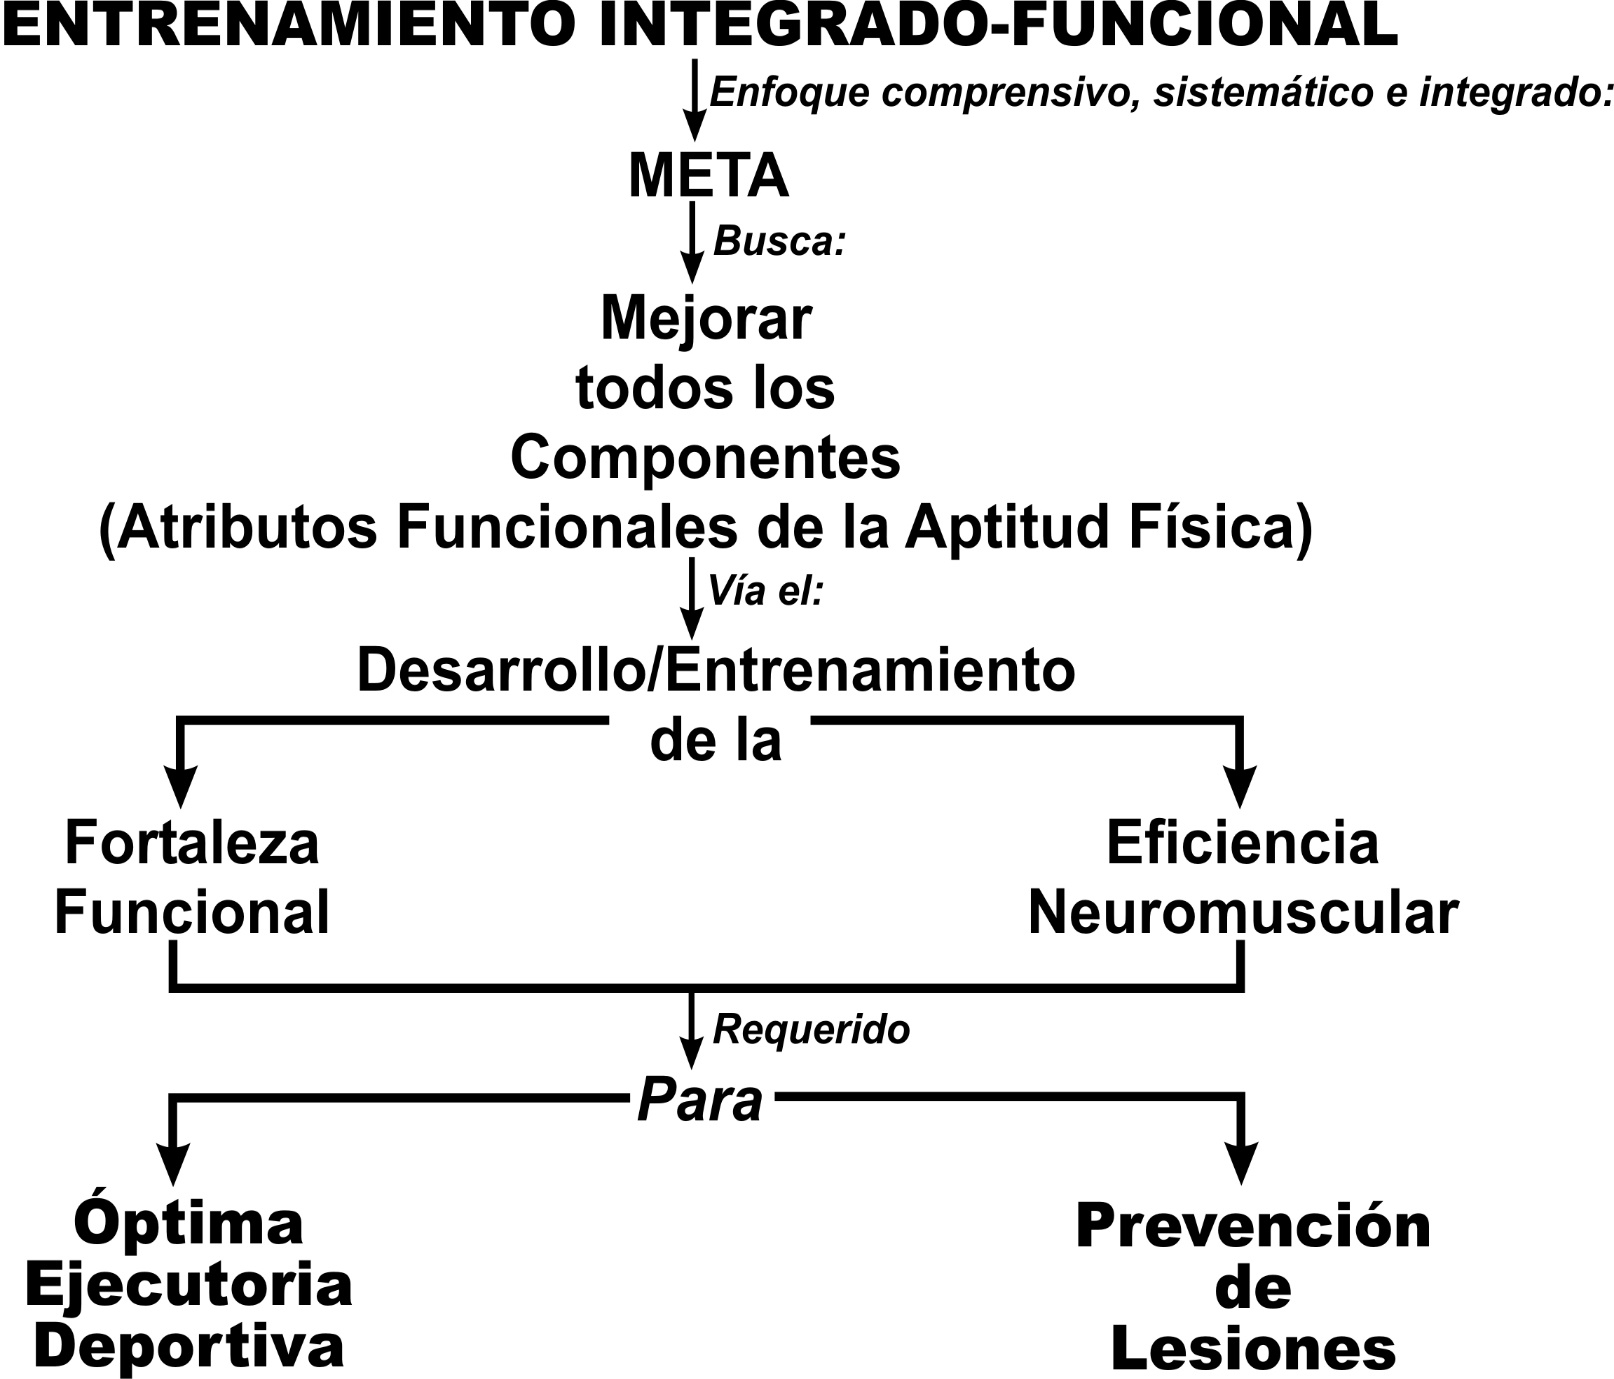 ENTRENAMIENTO INTEGRADO-FUNCIONAL
Enfoque comprensivo, sistemático e integrado:
META
Busca:
Mejorar
todos los
Componentes
(Atributos Funcionales de la Aptitud Física)
Vía el:
Desarrollo/Entrenamiento
de la
Fortaleza
Funcional
Eficiencia
Neuromuscular
Requerido
Para
Óptima
Ejecutoria
Deportiva
Prevención
de
Lesiones